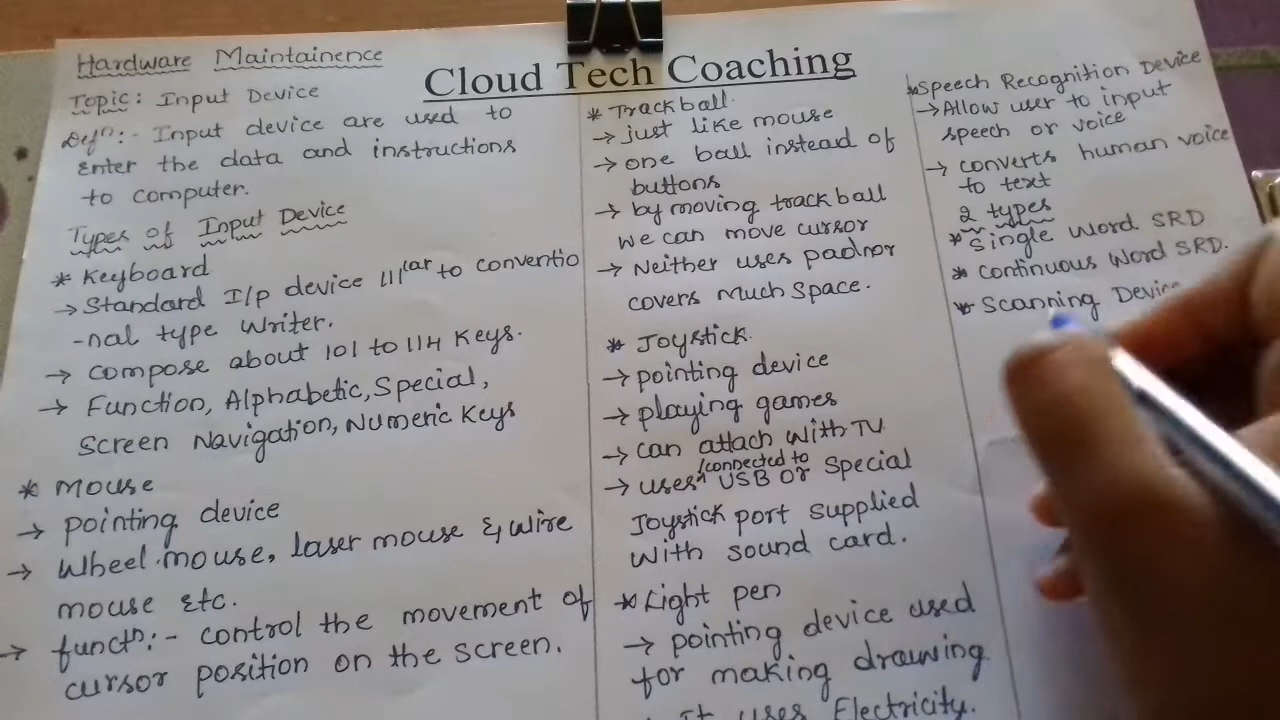 Hardware Maintainence
Cloud Tech Coaching
Topic: Input Device
Defn:- Input device are used to
Enter the data and instructions
to computer.
Types of Input Device
* Keyboard
→ Standard I/p device lllar to conventio
-nal type Writer.
→ compose about 101 to 114 Keys.
→ Function, Alphabetic, Special,
Screen Navigation, Numeric Keys
* Mouse
→ pointing device
→ Wheel mouse, laser mouse & wire
mouse Etc.
→ functn:- control the movement of
cursor position on the screen.
* Trackball.
→ just like mouse
→ one ball instead of
buttons
→ by moving trackball
we can move cursor
→ Neither uses padnor
covers Much Space.
* Joystick.
→ pointing device
→ playing games
→ can attach with TV
/connected to
→ uses^ USB or Special
Joystick port supplied
With sound card.
* Light pen
→ pointing device used
for making drawing
It uses Electricity.
* Speech Recognition Device
→ Allow user to input
speech or voice
→ converts human voice
to text
2 types
* Single Word SRD
* Continuous Word SRD.
* Scanning Device